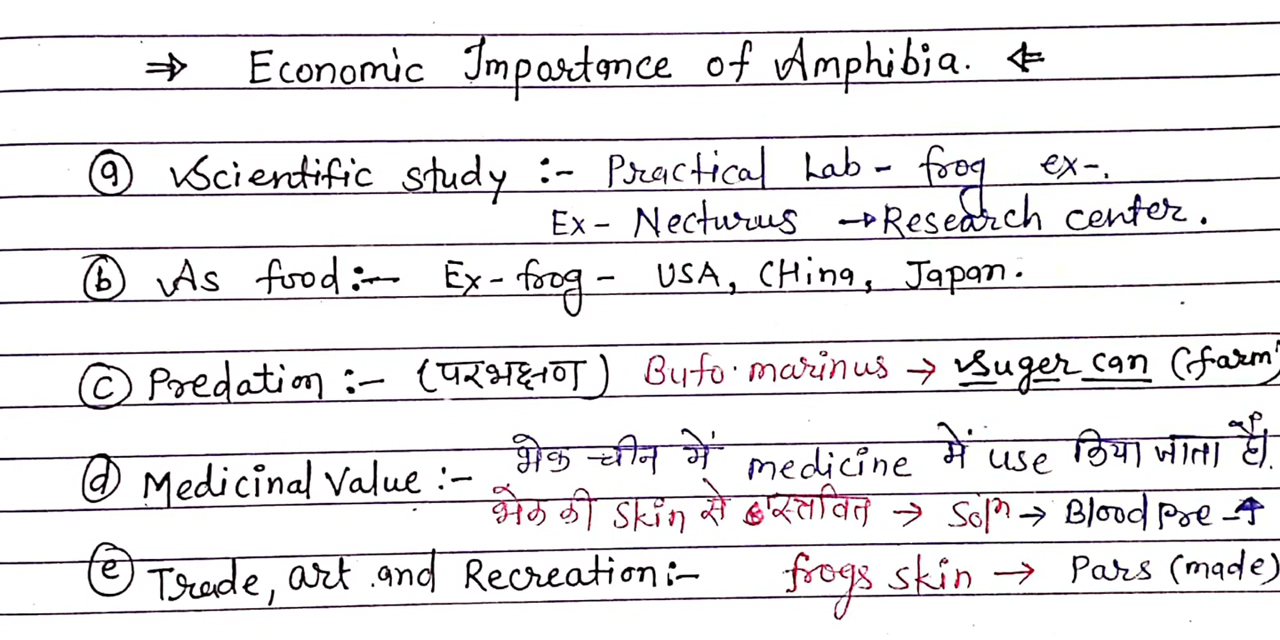 ⇒ Economic Importance of Amphibia. ⇐
(a) Scientific study :- Practical Lab - frog ex-.
Ex - Necturus → Research center.
(b) As food :- Ex - frog - USA, CHina, Japan.
(c) Predation :- (परभक्षण) Bufo marinus → Suger can (farm)
(d) Medicinal Value :- भेक चीन में medicine में use किया जाता है।
भेक की skin से स्तवित → Solⁿ → Blood pre - ↑
(e) Trade, art and Recreation :- frogs skin → Pars (made)